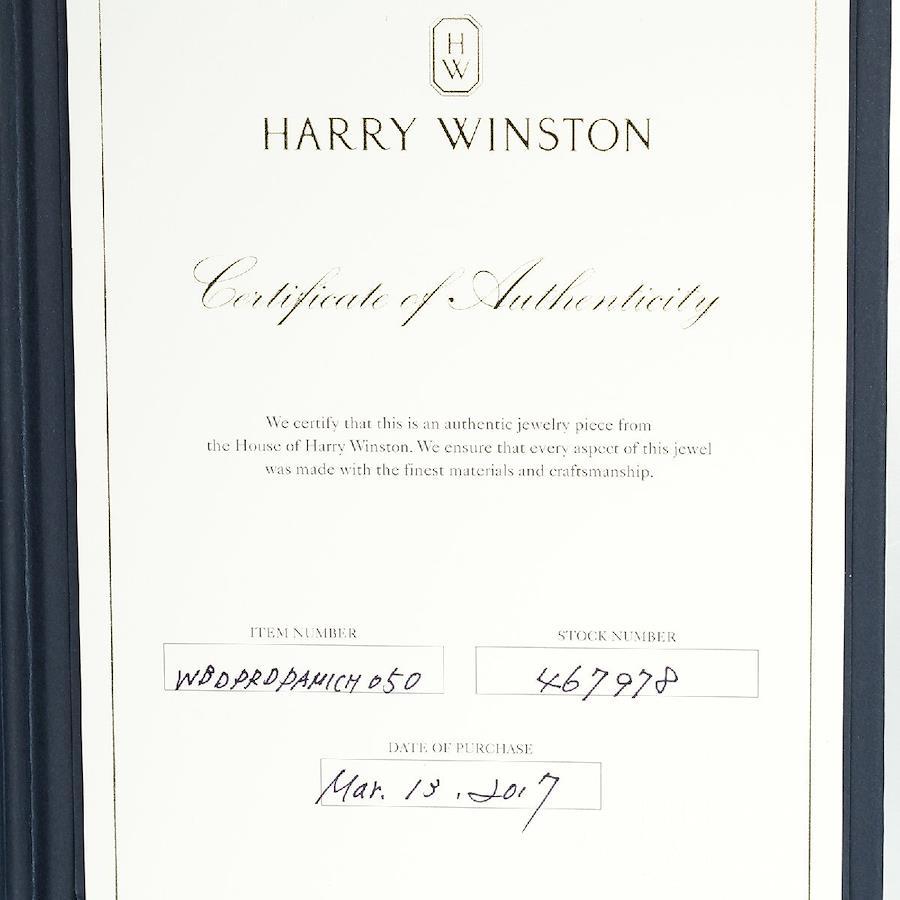 H
W
HARRY WINSTON
Certificate of Authenticity
We certify that this is an authentic jewelry piece from
the House of Harry Winston. We ensure that every aspect of this jewel
was made with the finest materials and craftsmanship.
ITEM NUMBER
WBDPRDPAMICH050
STOCK NUMBER
467978
DATE OF PURCHASE
Mar. 13, 2017